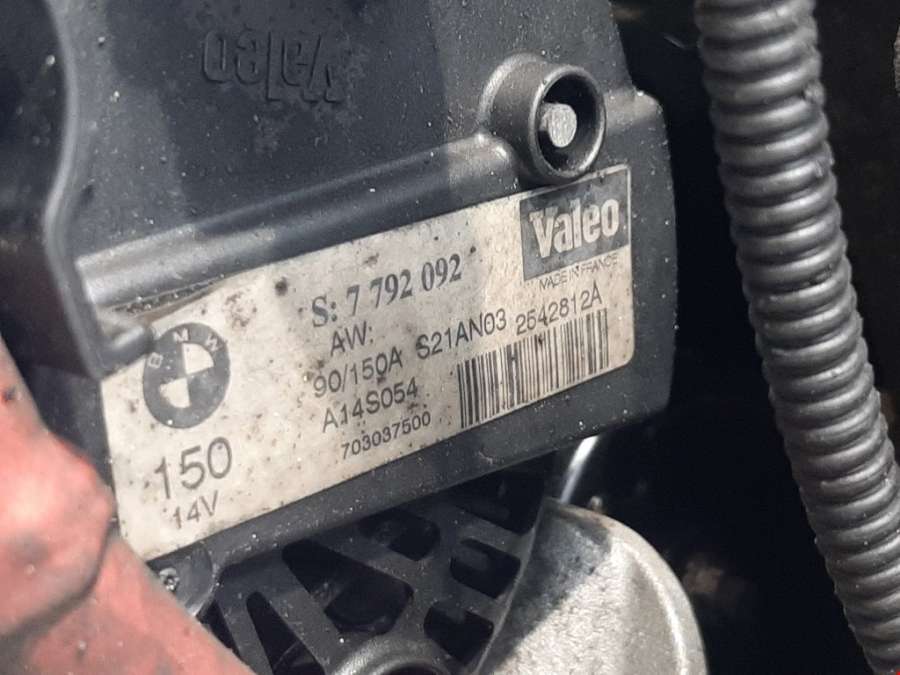 Valeo
Valeo
MADE IN FRANCE
S: 7 792 092
AW:
90/150A S21AN03 2542812A
A14S054
703037500
BMW
150
14V